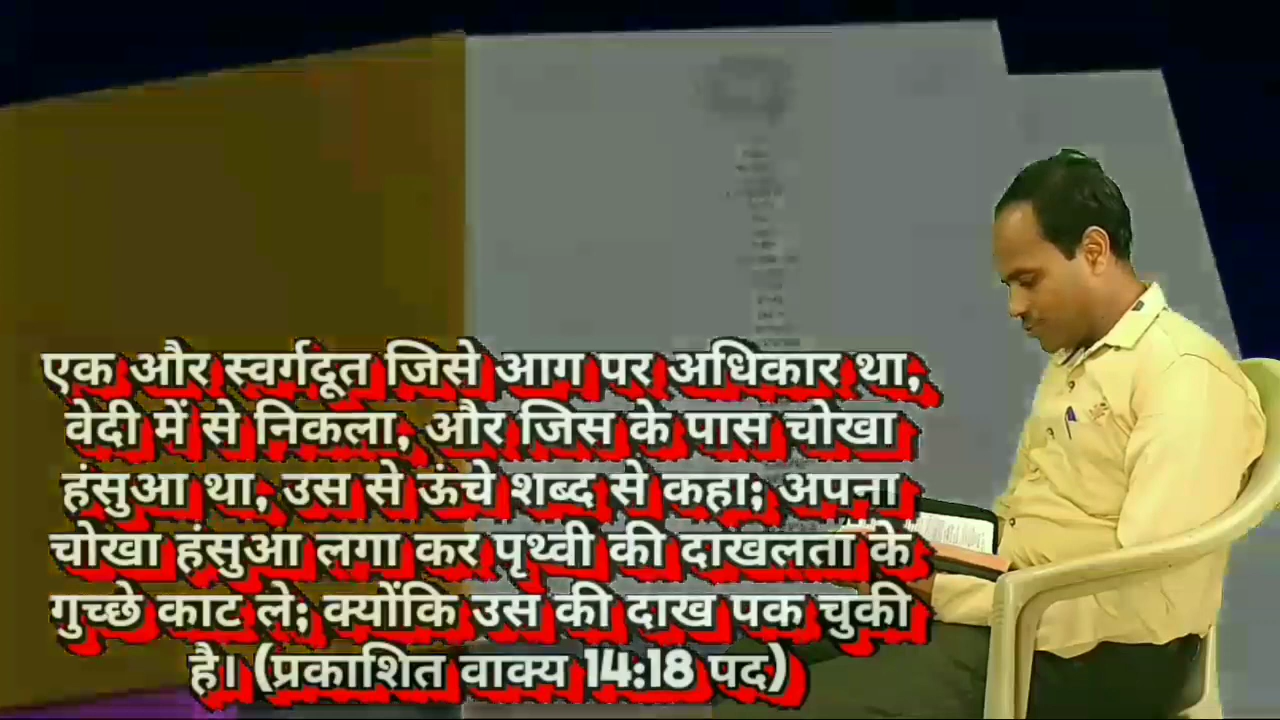 एक और स्वर्गदूत जिसे आग पर अधिकार था,
वेदी में से निकला, और जिस के पास चोखा
हंसुआ था, उस से ऊंचे शब्द से कहा; अपना
चोखा हंसुआ लगा कर पृथ्वी की दाखलता के
गुच्छे काट ले; क्योंकि उस की दाख पक चुकी
है। (प्रकाशित वाक्य 14:18 पद)